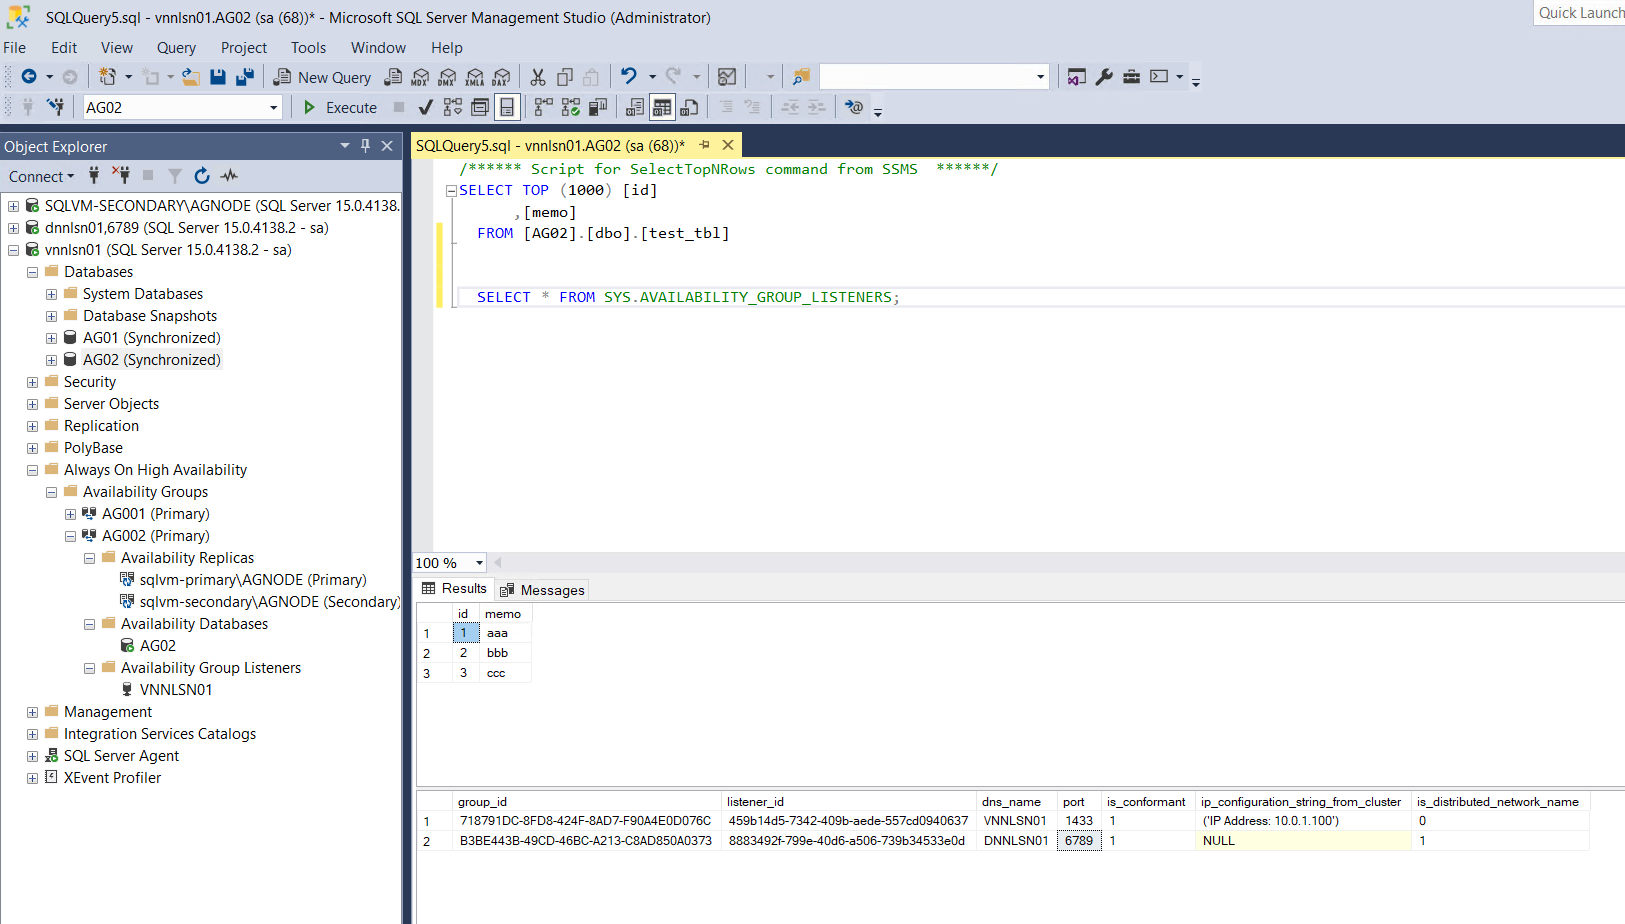 SQLQuery5.sql - vnnlsn01.AG02 (sa (68))* - Microsoft SQL Server Management Studio (Administrator)
Quick Launch
File Edit View Query Project Tools Window Help
New Query MDX DMX XMLA DAX
AG02 Execute
Object Explorer
Connect
SQLVM-SECONDARY\AGNODE (SQL Server 15.0.4138.
dnnlsn01,6789 (SQL Server 15.0.4138.2 - sa)
vnnlsn01 (SQL Server 15.0.4138.2 - sa)
Databases
System Databases
Database Snapshots
AG01 (Synchronized)
AG02 (Synchronized)
Security
Server Objects
Replication
PolyBase
Always On High Availability
Availability Groups
AG001 (Primary)
AG002 (Primary)
Availability Replicas
sqlvm-primary\AGNODE (Primary)
sqlvm-secondary\AGNODE (Secondary)
Availability Databases
AG02
Availability Group Listeners
VNNLSN01
Management
Integration Services Catalogs
SQL Server Agent
XEvent Profiler
SQLQuery5.sql - vnnlsn01.AG02 (sa (68))*
/****** Script for SelectTopNRows command from SSMS  ******/
SELECT TOP (1000) [id]
,[memo]
FROM [AG02].[dbo].[test_tbl]
SELECT * FROM SYS.AVAILABILITY_GROUP_LISTENERS;
100 %
Results Messages
id memo
1 1 aaa
2 2 bbb
3 3 ccc
group_id listener_id dns_name port is_conformant ip_configuration_string_from_cluster is_distributed_network_name
1 718791DC-8FD8-424F-8AD7-F90A4E0D076C 459b14d5-7342-409b-aede-557cd0940637 VNNLSN01 1433 1 ('IP Address: 10.0.1.100') 0
2 B3BE443B-49CD-46BC-A213-C8AD850A0373 8883492f-799e-40d6-a506-739b34533e0d DNNLSN01 6789 1 NULL 1